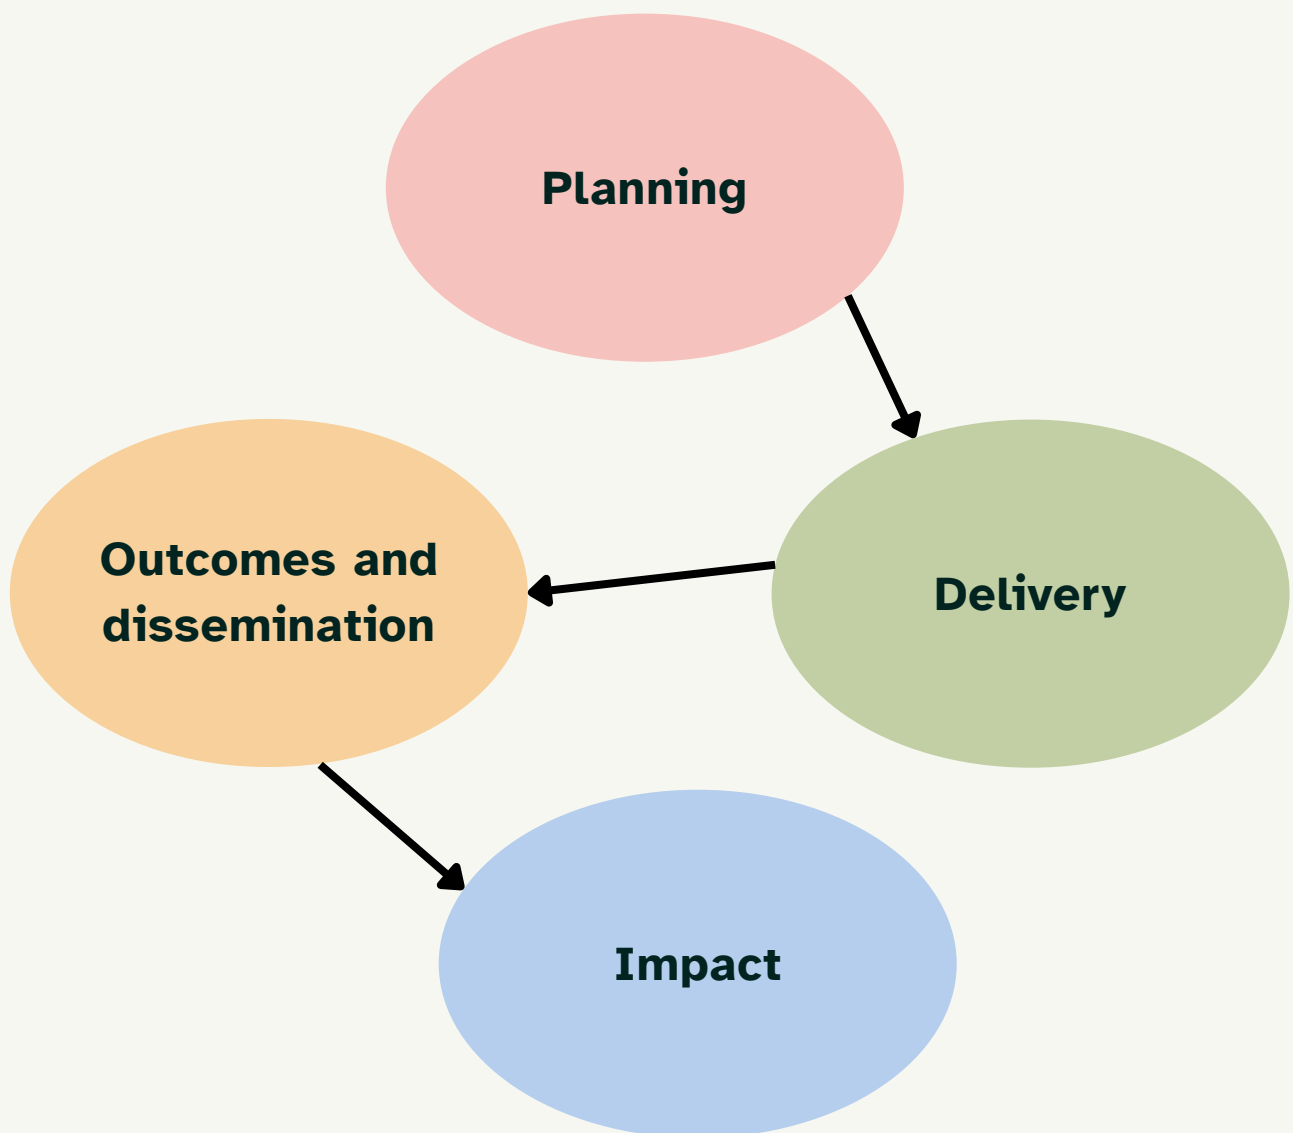 Planning
Outcomes and
dissemination
Delivery
Impact